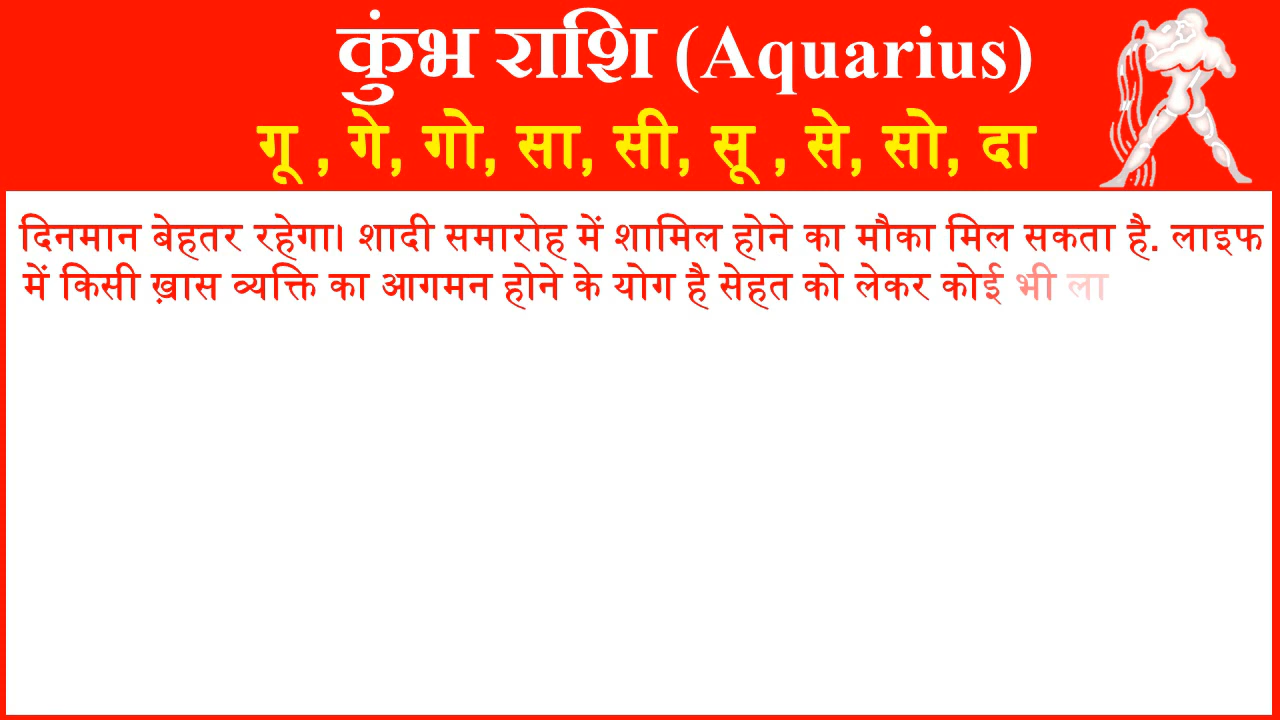 कुंभ राशि (Aquarius)
गू , गे, गो, सा, सी, सू , से, सो, दा
दिनमान बेहतर रहेगा। शादी समारोह में शामिल होने का मौका मिल सकता है. लाइफ
में किसी ख़ास व्यक्ति का आगमन होने के योग है सेहत को लेकर कोई भी ला